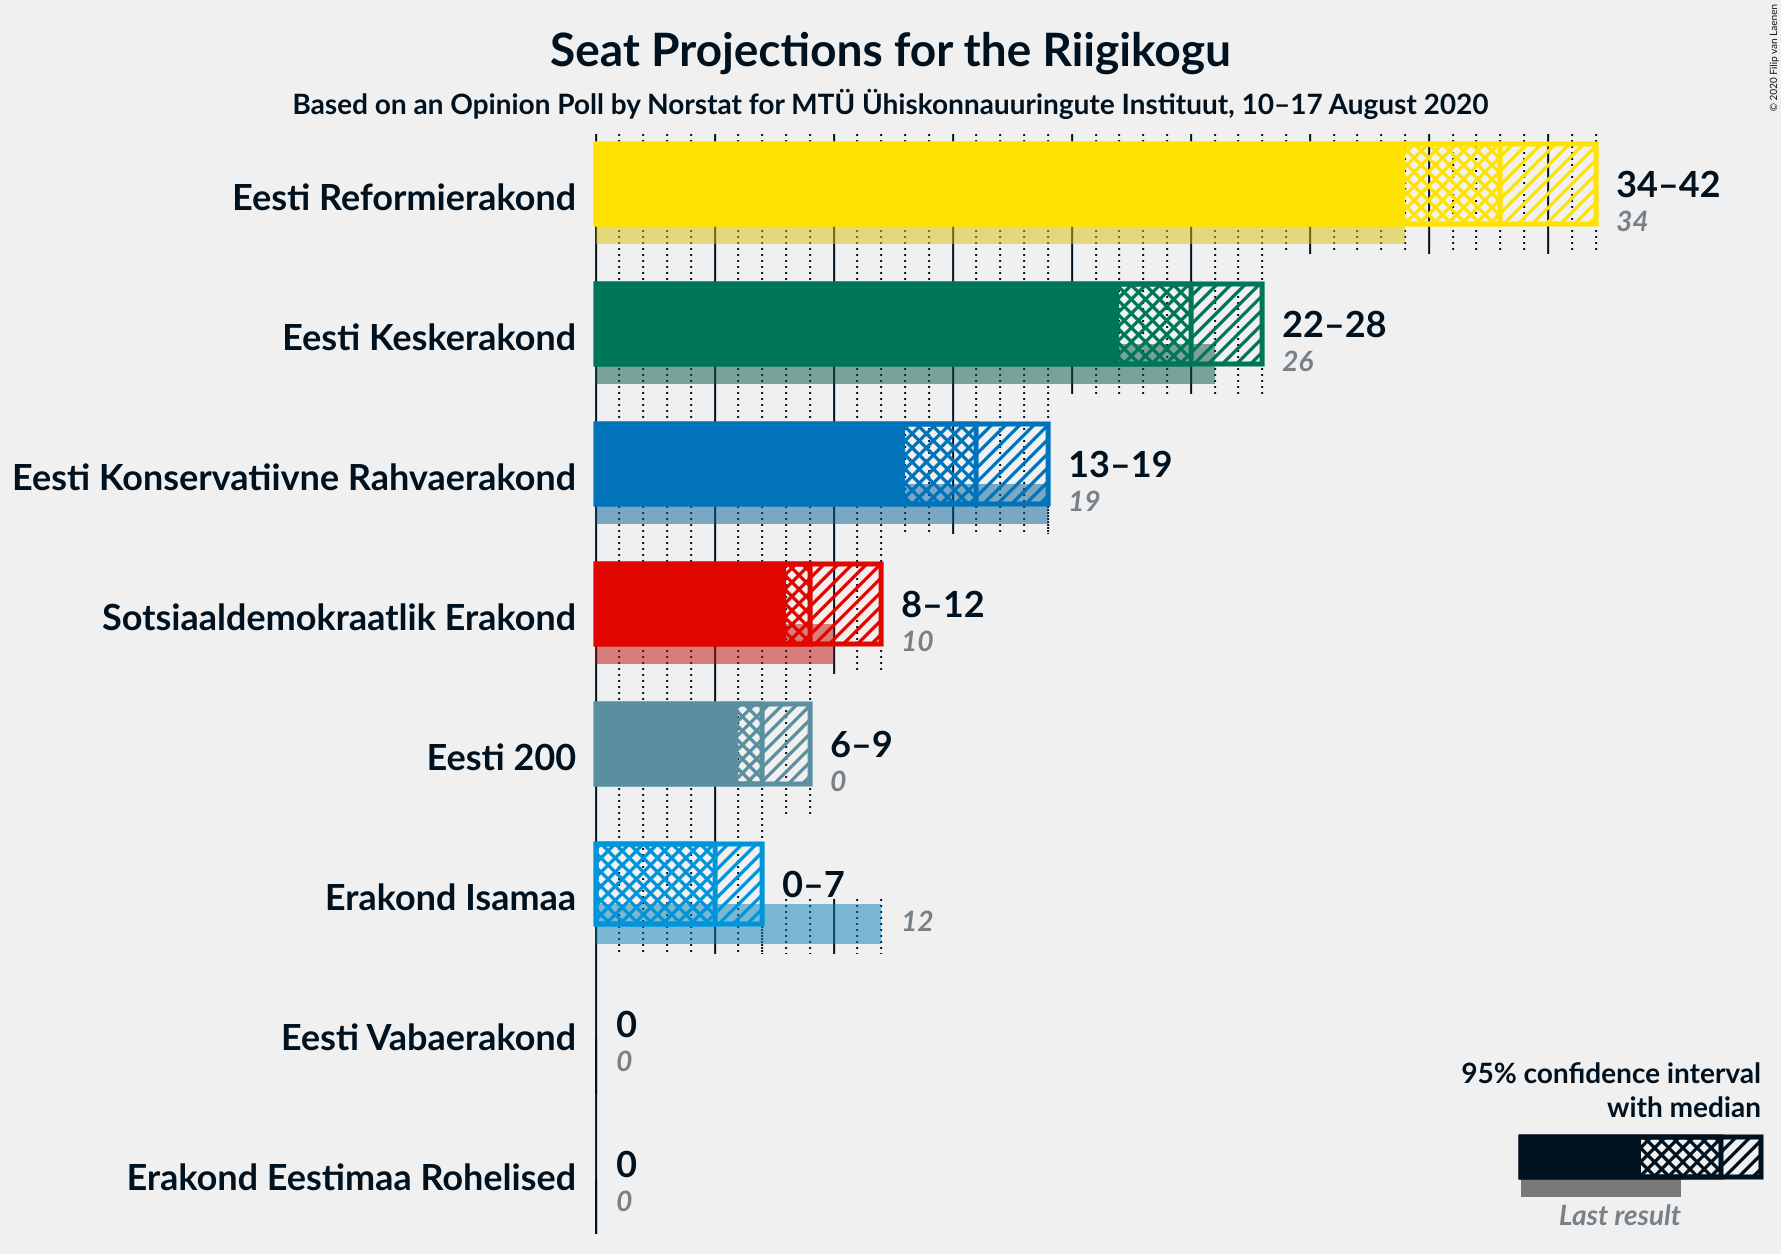 Seat Projections for the Riigikogu
Based on an Opinion Poll by Norstat for MTÜ Ühiskonnauuringute Instituut, 10–17 August 2020
© 2020 Filip van Laenen
Eesti Reformierakond
34–42
34
Eesti Keskerakond
22–28
26
Eesti Konservatiivne Rahvaerakond
13–19
19
Sotsiaaldemokraatlik Erakond
8–12
10
Eesti 200
6–9
0
Erakond Isamaa
0–7
12
Eesti Vabaerakond
0
0
Erakond Eestimaa Rohelised
0
0
95% confidence interval
with median
Last result